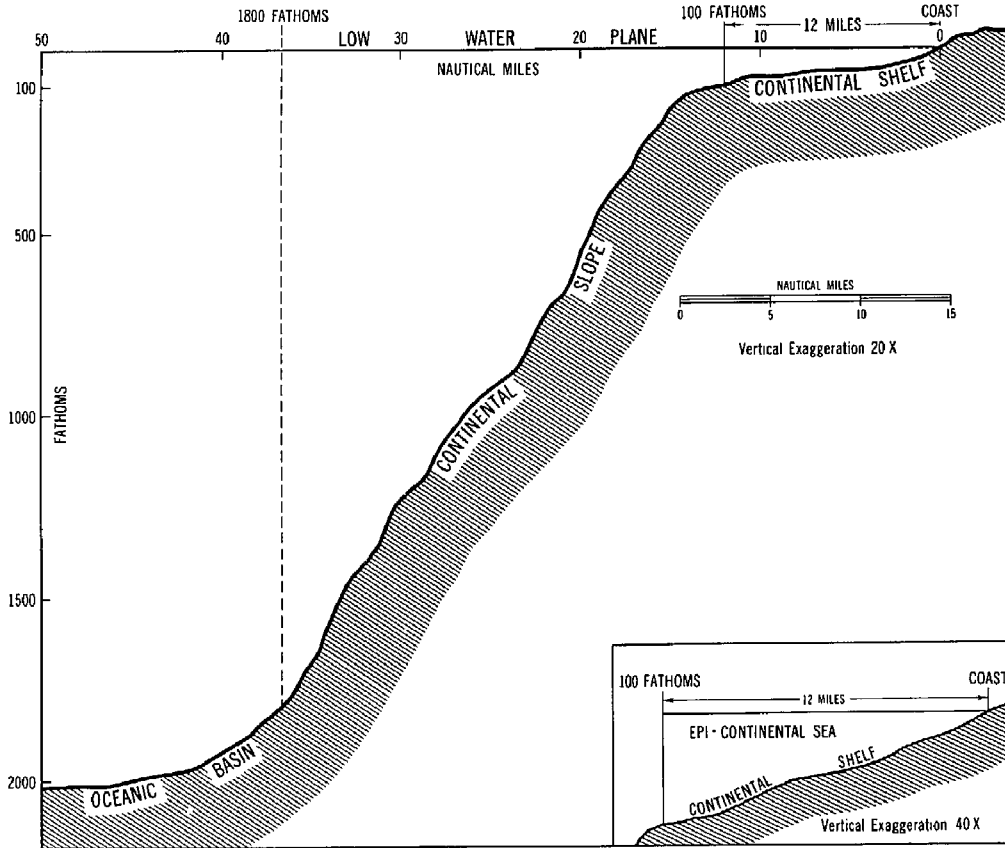 1800 FATHOMS
100 FATHOMS
12 MILES
COAST
50
40
30
20
10
0
LOW WATER PLANE
NAUTICAL MILES
100
500
1000
1500
2000
FATHOMS
CONTINENTAL SHELF
CONTINENTAL SLOPE
OCEANIC BASIN
NAUTICAL MILES
0 5 10 15
Vertical Exaggeration 20 X
100 FATHOMS
12 MILES
COAST
EPI - CONTINENTAL SEA
CONTINENTAL SHELF
Vertical Exaggeration 40 X